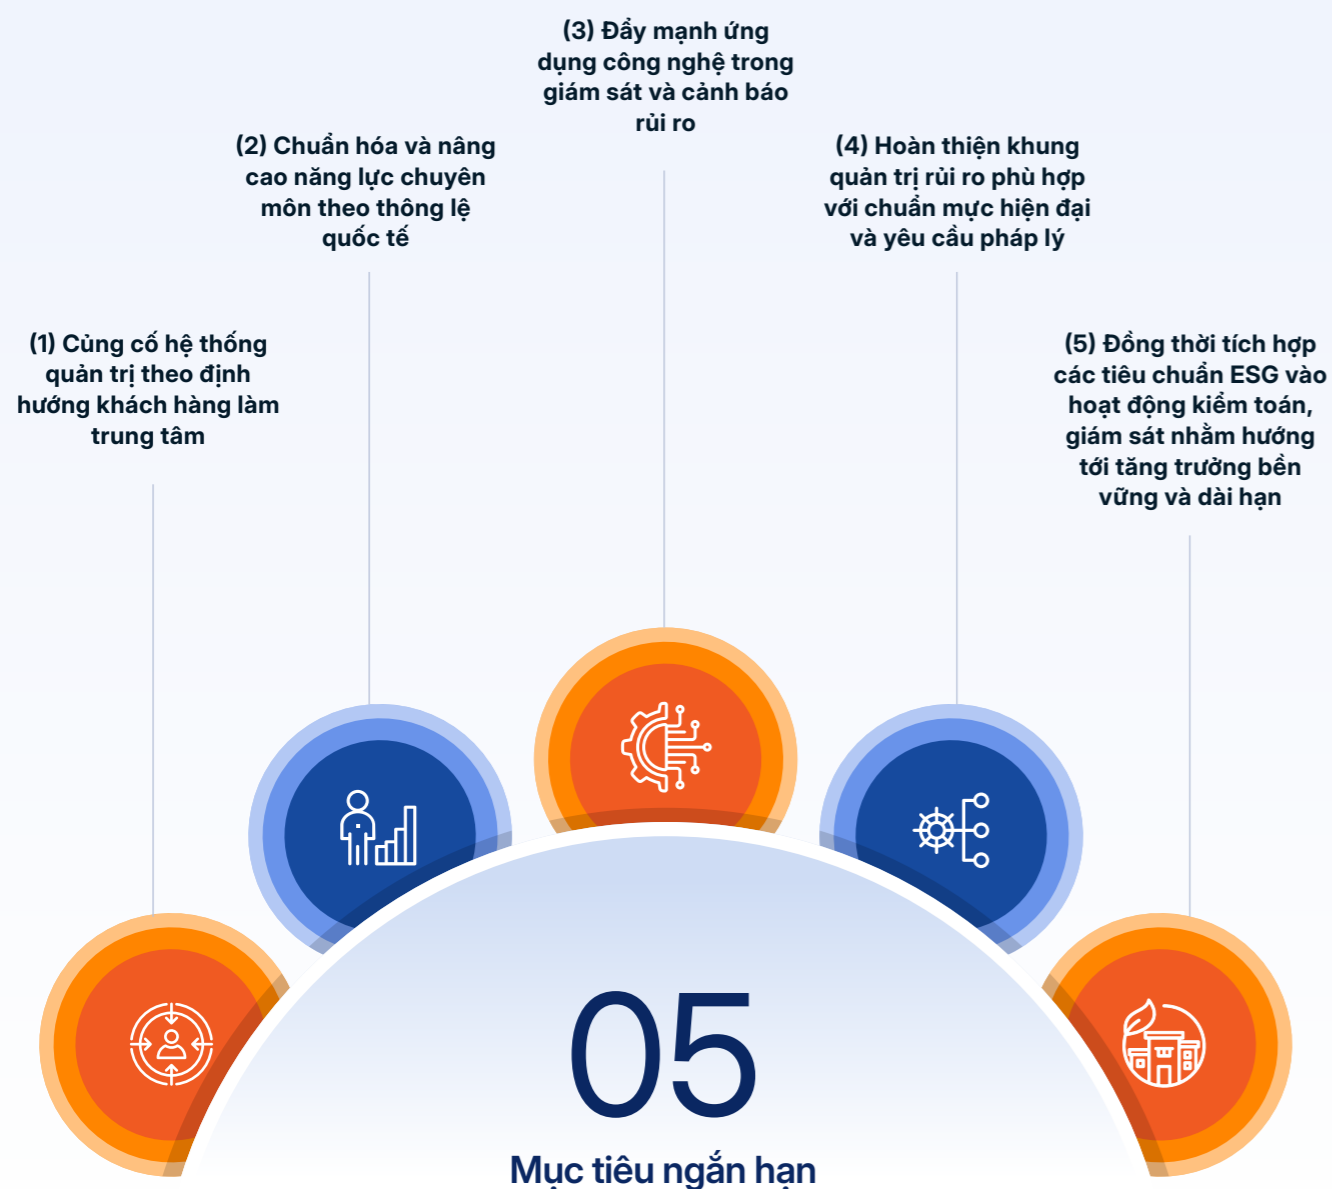 (1) Củng cố hệ thống
quản trị theo định
hướng khách hàng làm
trung tâm
(2) Chuẩn hóa và nâng
cao năng lực chuyên
môn theo thông lệ
quốc tế
(3) Đẩy mạnh ứng
dụng công nghệ trong
giám sát và cảnh báo
rủi ro
(4) Hoàn thiện khung
quản trị rủi ro phù hợp
với chuẩn mực hiện đại
và yêu cầu pháp lý
(5) Đồng thời tích hợp
các tiêu chuẩn ESG vào
hoạt động kiểm toán,
giám sát nhằm hướng
tới tăng trưởng bền
vững và dài hạn
05
Mục tiêu ngắn hạn